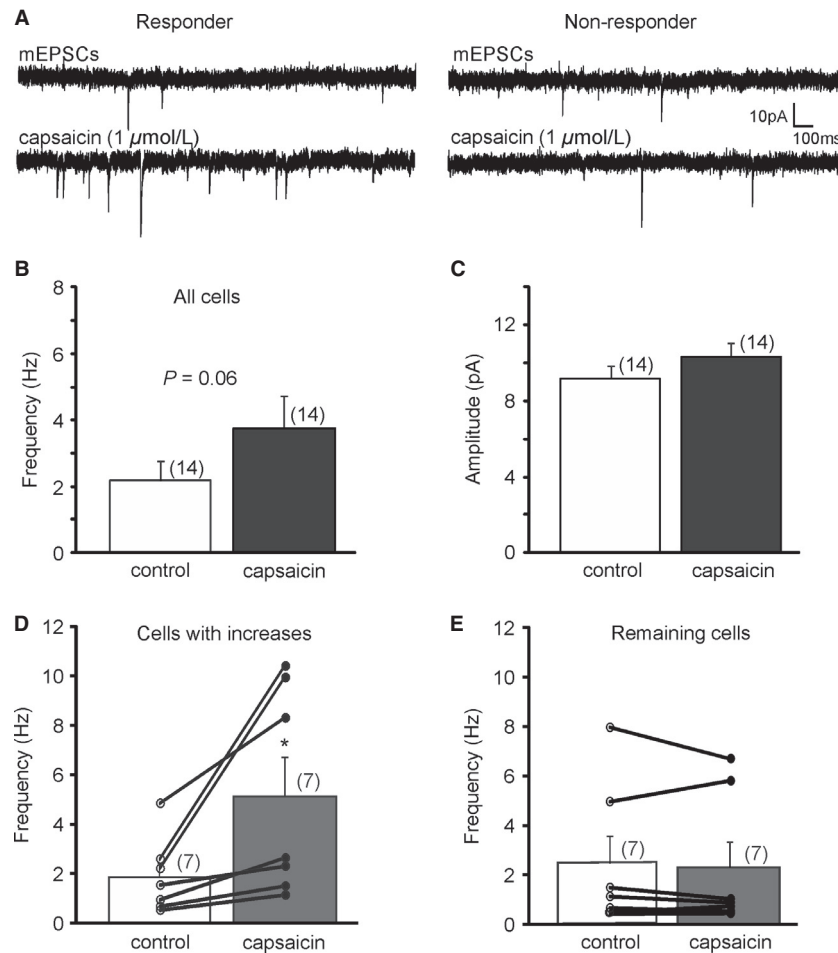 A
Responder
Non-responder
mEPSCs
mEPSCs
10pA
100ms
capsaicin (1 µmol/L)
capsaicin (1 µmol/L)
B
All cells
P = 0.06
Frequency (Hz)
8
6
4
2
0
(14)
(14)
control
capsaicin
C
Amplitude (pA)
12
8
4
0
(14)
(14)
control
capsaicin
D
Cells with increases
Frequency (Hz)
12
10
8
6
4
2
0
*
(7)
(7)
control
capsaicin
E
Remaining cells
Frequency (Hz)
12
10
8
6
4
2
0
(7)
(7)
control
capsaicin